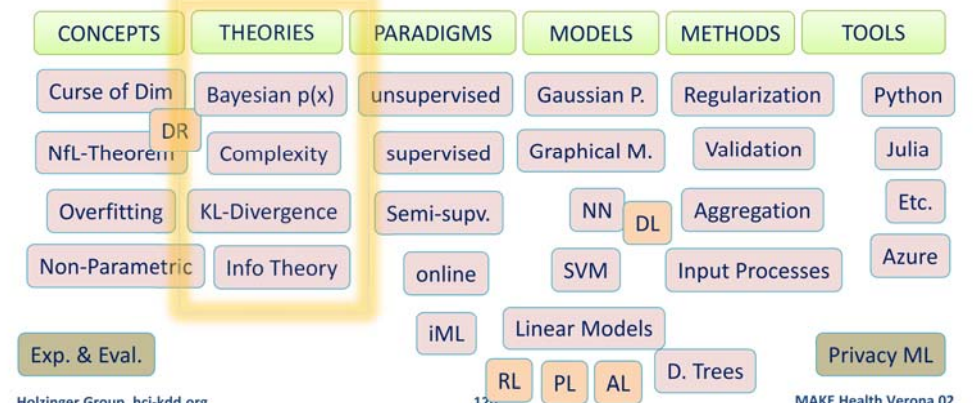 CONCEPTS THEORIES PARADIGMS MODELS METHODS TOOLS
Curse of Dim Bayesian p(x) unsupervised Gaussian P. Regularization Python
DR
NfL-Theorem Complexity supervised Graphical M. Validation Julia
Overfitting KL-Divergence Semi-supv. NN DL Aggregation Etc.
Non-Parametric Info Theory online SVM Input Processes Azure
iML Linear Models
Exp. & Eval. D. Trees Privacy ML
RL PL AL
Holzinger Group, hci-kdd.org MAKE Health Verona 02